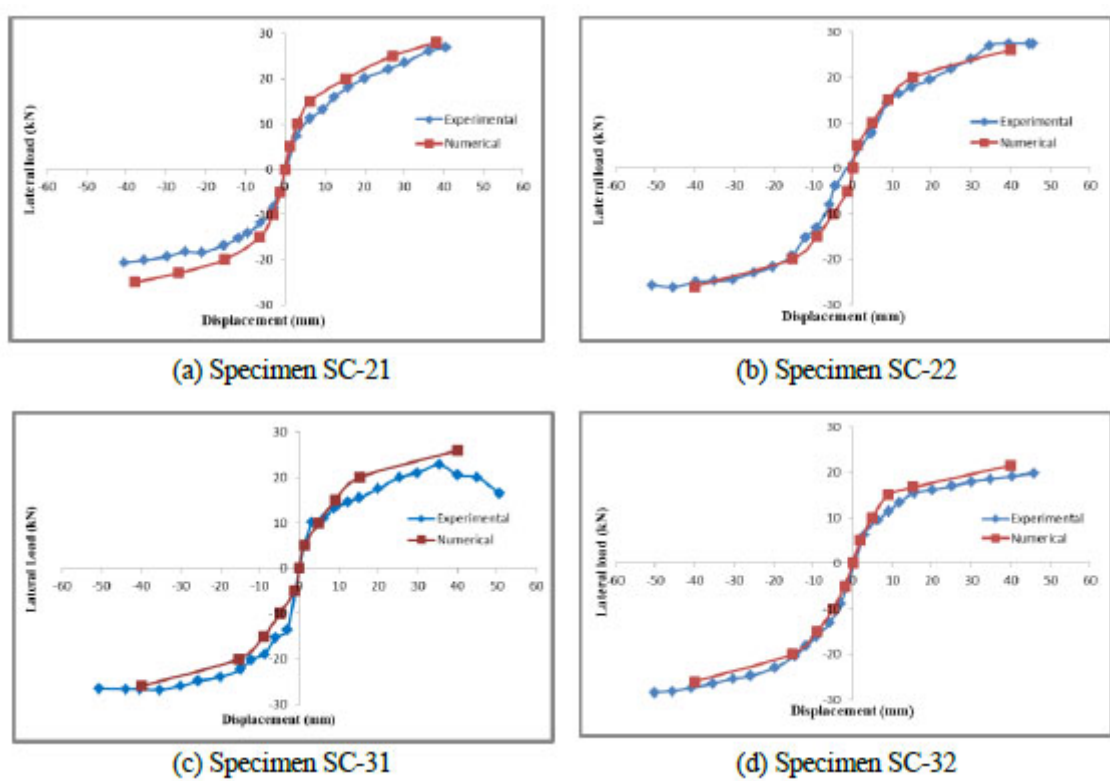 30
20
10
0
-10
-20
-30
-60 -50 -40 -30 -20 -10 0 10 20 30 40 50 60
Lateral load (kN)
Displacement (mm)
Experimental
Numerical
(a) Specimen SC-21
30
20
10
0
-10
-20
-30
-60 -50 -40 -30 -20 -10 0 10 20 30 40 50 60
Lateral load (kN)
Displacement (mm)
Experimental
Numerical
(b) Specimen SC-22
30
20
10
0
-10
-20
-30
-60 -50 -40 -30 -20 -10 0 10 20 30 40 50 60
Lateral Load (kN)
Displacement (mm)
Experimental
Numerical
(c) Specimen SC-31
30
20
10
0
-10
-20
-30
-60 -50 -40 -30 -20 -10 0 10 20 30 40 50 60
Lateral load (kN)
Displacement (mm)
Experimental
Numerical
(d) Specimen SC-32